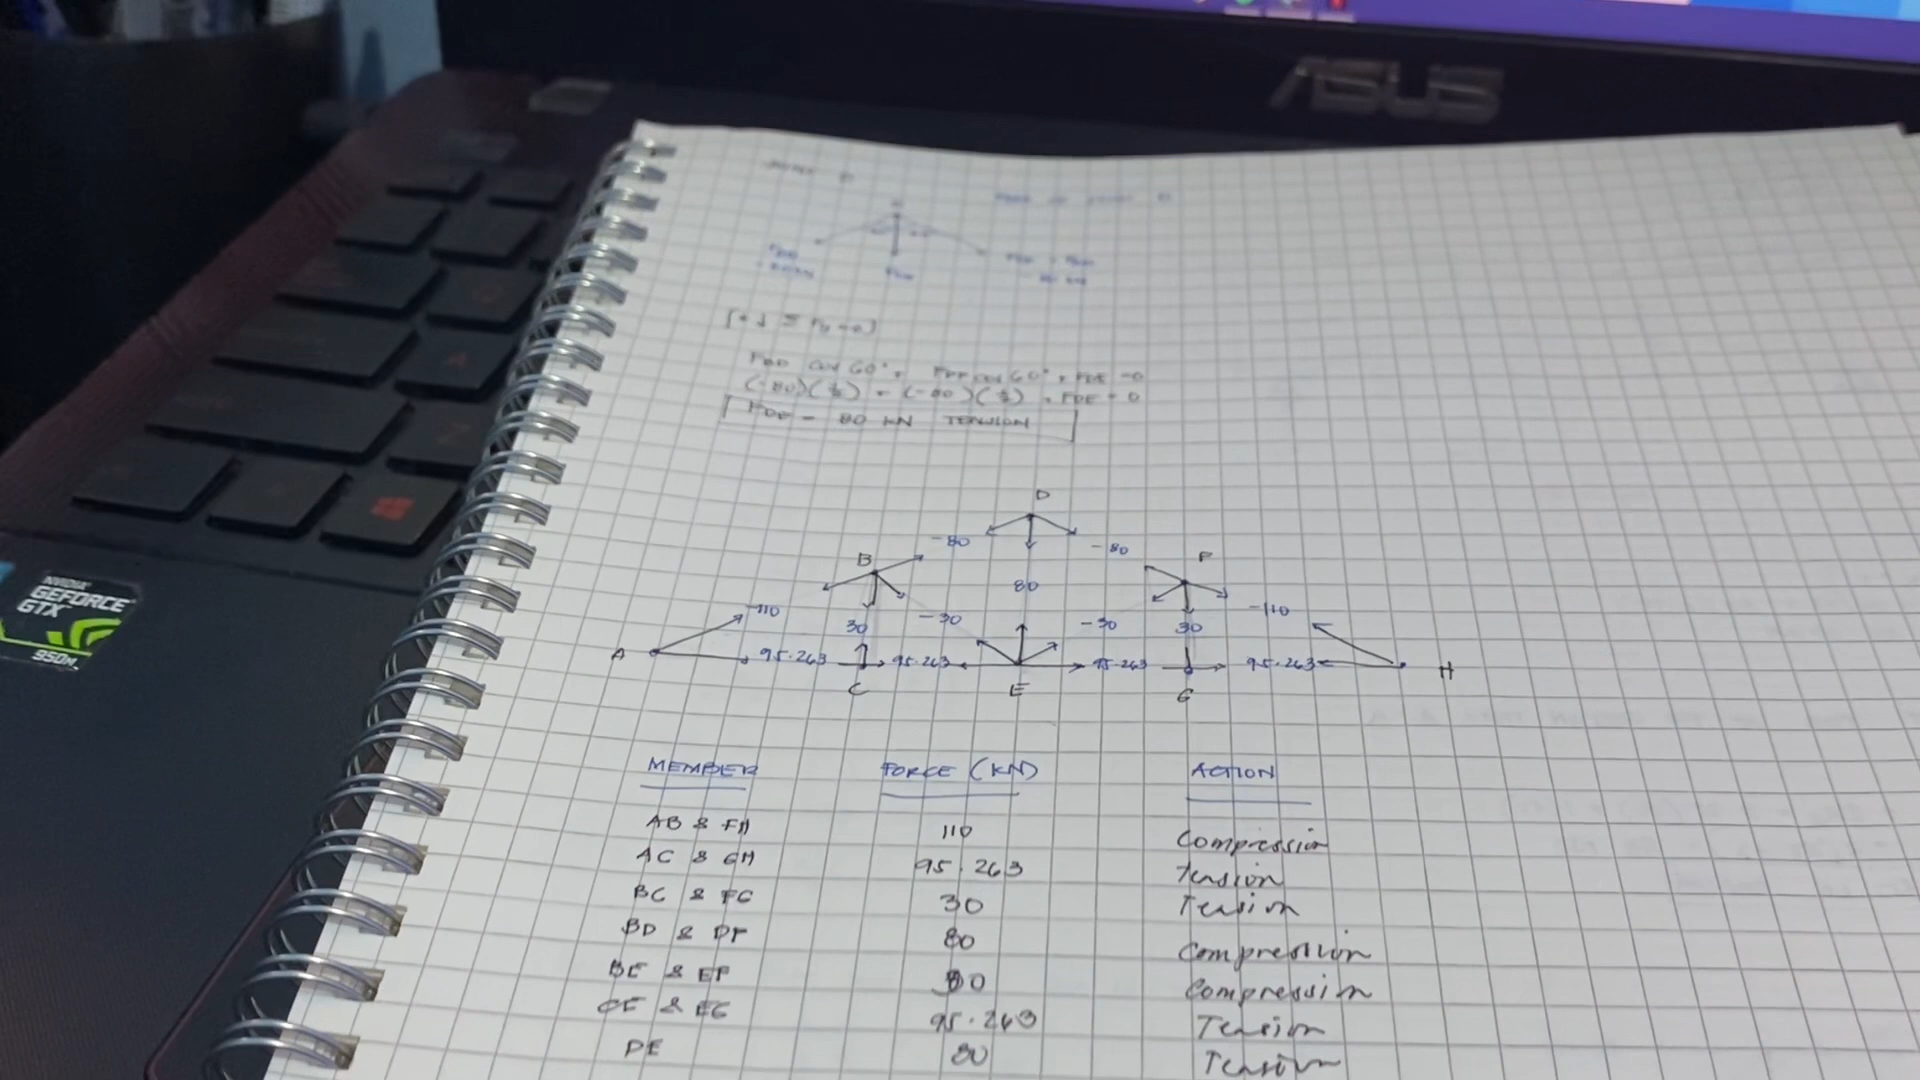 ASUS
NVIDIA
GEFORCE
GTX
950M
[+↓ ΣFy=0]
FBD cos 60° + FDF cos 60° + FDE = 0
(-80)(½) + (-80)(½) + FDE = 0
FDE = 80 KN TENSION
D
-80 -80
B F
80
-110 30 -30 -30 30 -110
A 95.263 95.263 95.263 95.263 H
C E G
MEMBER FORCE (KN) ACTION
AB & FH 110 Compression
AC & GH 95.263 Tension
BC & FG 30 Tension
BD & DF 80 Compression
BE & EF 30 Compression
CE & EG 95.263 Tension
DE 80 Tension